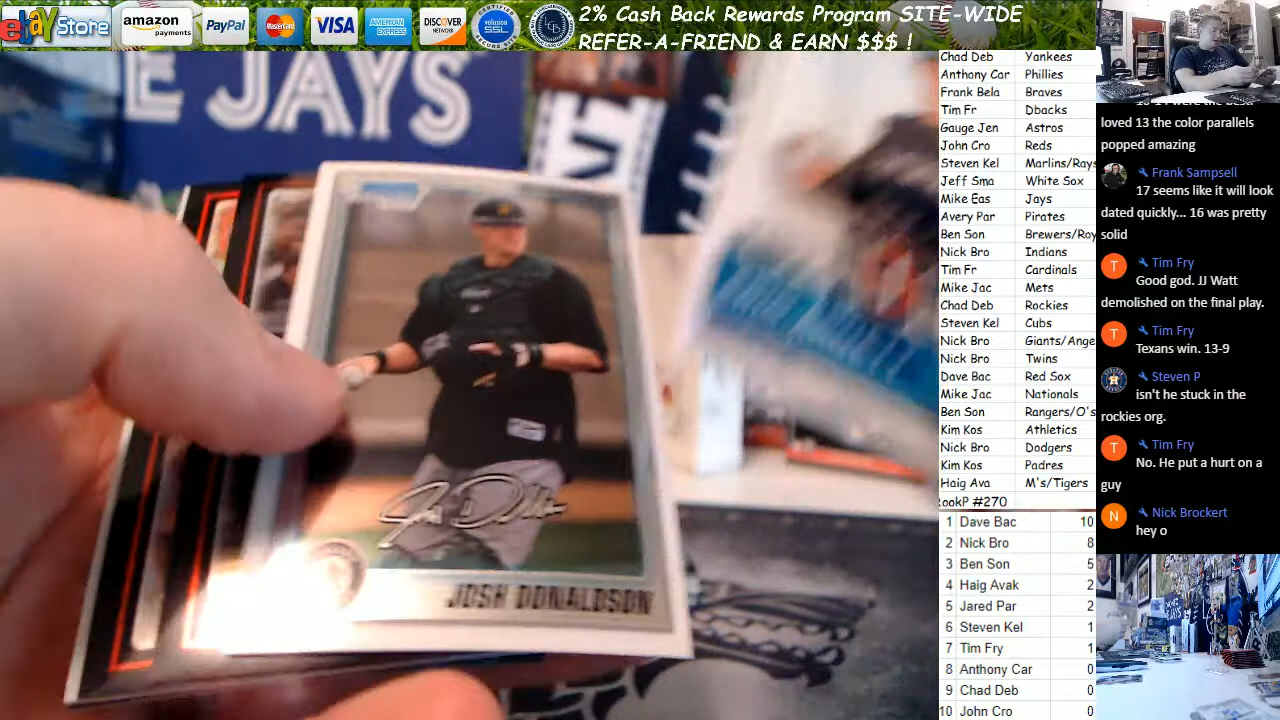 ebay Store
amazon payments
PayPal
MasterCard
VISA
AMERICAN EXPRESS
DISCOVER NETWORK
volusion SSL
2% Cash Back Rewards Program SITE-WIDE
REFER-A-FRIEND & EARN $$$ !
E JAYS
JOSH DONALDSON
Chad Deb Yankees
Anthony Car Phillies
Frank Bela Braves
Tim Fr Dbacks
Gauge Jen Astros
John Cro Reds
Steven Kel Marlins/Rays
Jeff Sma White Sox
Mike Eas Jays
Avery Par Pirates
Ben Son Brewers/Roy
Nick Bro Indians
Tim Fr Cardinals
Mike Jac Mets
Chad Deb Rockies
Steven Kel Cubs
Nick Bro Giants/Ange
Nick Bro Twins
Dave Bac Red Sox
Mike Jac Nationals
Ben Son Rangers/O's
Kim Kos Athletics
Nick Bro Dodgers
Kim Kos Padres
Haig Ava M's/Tigers
RookP #270
1 Dave Bac 10
2 Nick Bro 8
3 Ben Son 5
4 Haig Avak 2
5 Jared Par 2
6 Steven Kel 1
7 Tim Fry 1
8 Anthony Car 0
9 Chad Deb 0
10 John Cro 0
loved 13 the color parallels
popped amazing
Frank Sampsell
17 seems like it will look
dated quickly... 16 was pretty
solid
T Tim Fry
Good god. JJ Watt
demolished on the final play.
T Tim Fry
Texans win. 13-9
Steven P
isn't he stuck in the
rockies org.
T Tim Fry
No. He put a hurt on a
guy
N Nick Brockert
hey o